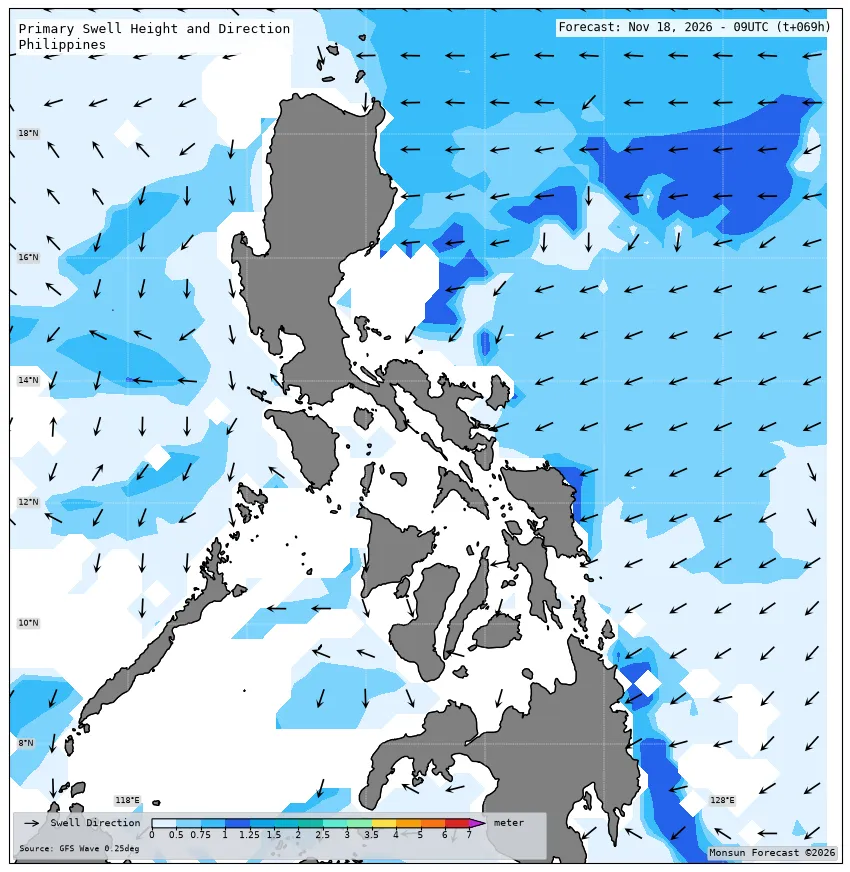 Primary Swell Height and Direction
Philippines
Forecast: Nov 18, 2026 - 09UTC (t+069h)
18°N
16°N
14°N
12°N
10°N
8°N
118°E
128°E
Swell Direction
0 0.5 0.75 1 1.25 1.5 2 2.5 3 3.5 4 5 6 7
meter
Source: GFS Wave 0.25deg
Monsun Forecast ©2026